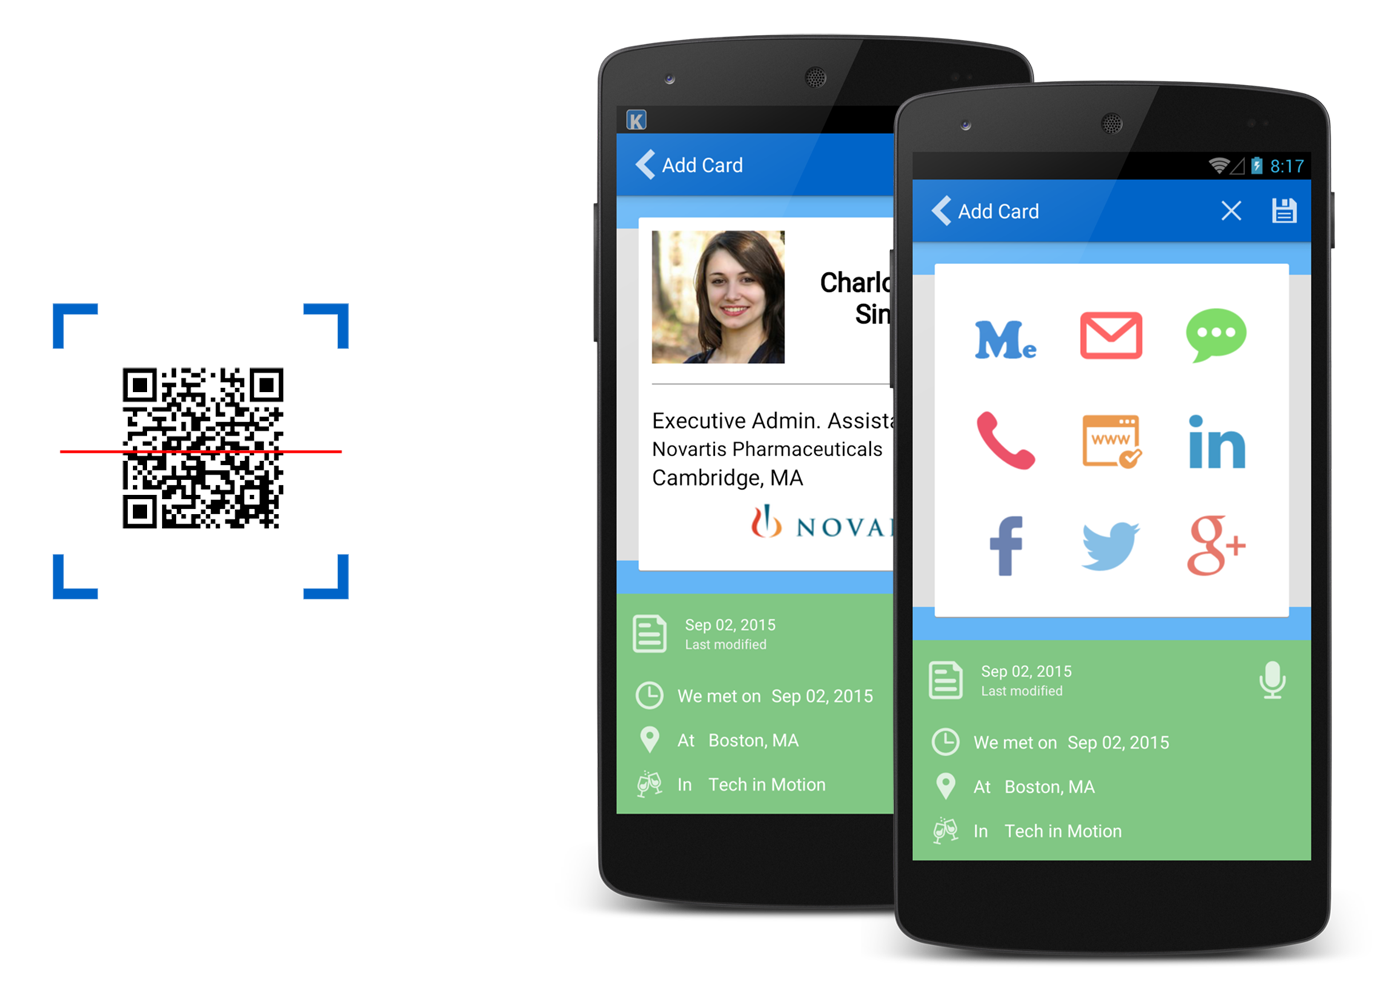 K
Add Card
Charlo
Sin
Executive Admin. Assista
Novartis Pharmaceuticals
Cambridge, MA
NOVA
Sep 02, 2015
Last modified
We met on Sep 02, 2015
At Boston, MA
In Tech in Motion
8:17
Add Card
Me
www
in
f
g+
Sep 02, 2015
Last modified
We met on Sep 02, 2015
At Boston, MA
In Tech in Motion